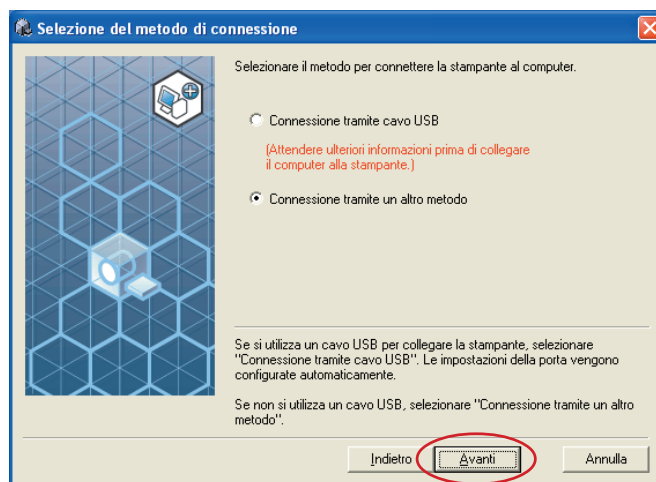 Selezione del metodo di connessione
Selezionare il metodo per connettere la stampante al computer.
Connessione tramite cavo USB
(Attendere ulteriori informazioni prima di collegare
il computer alla stampante.)
Connessione tramite un altro metodo
Se si utilizza un cavo USB per collegare la stampante, selezionare
"Connessione tramite cavo USB". Le impostazioni della porta vengono
configurate automaticamente.
Se non si utilizza un cavo USB, selezionare "Connessione tramite un altro
metodo".
Indietro Avanti Annulla